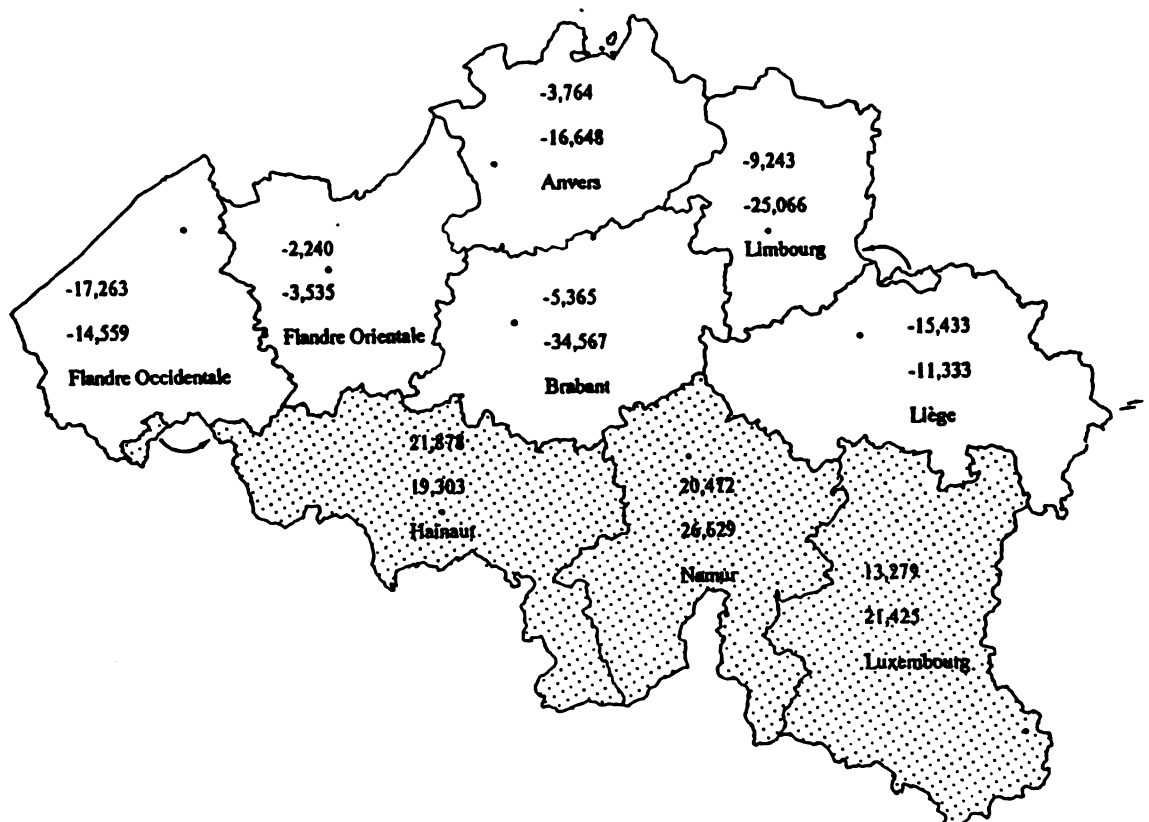 -3,764
-16,648
Anvers
-9,243
-25,066
Limbourg
-2,240
-3,535
Flandre Orientale
-17,263
-14,559
Flandre Occidentale
-5,365
-34,567
Brabant
-15,433
-11,333
Liège
21,878
19,303
Hainaut
20,412
26,629
Namur
13,279
21,425
Luxembourg